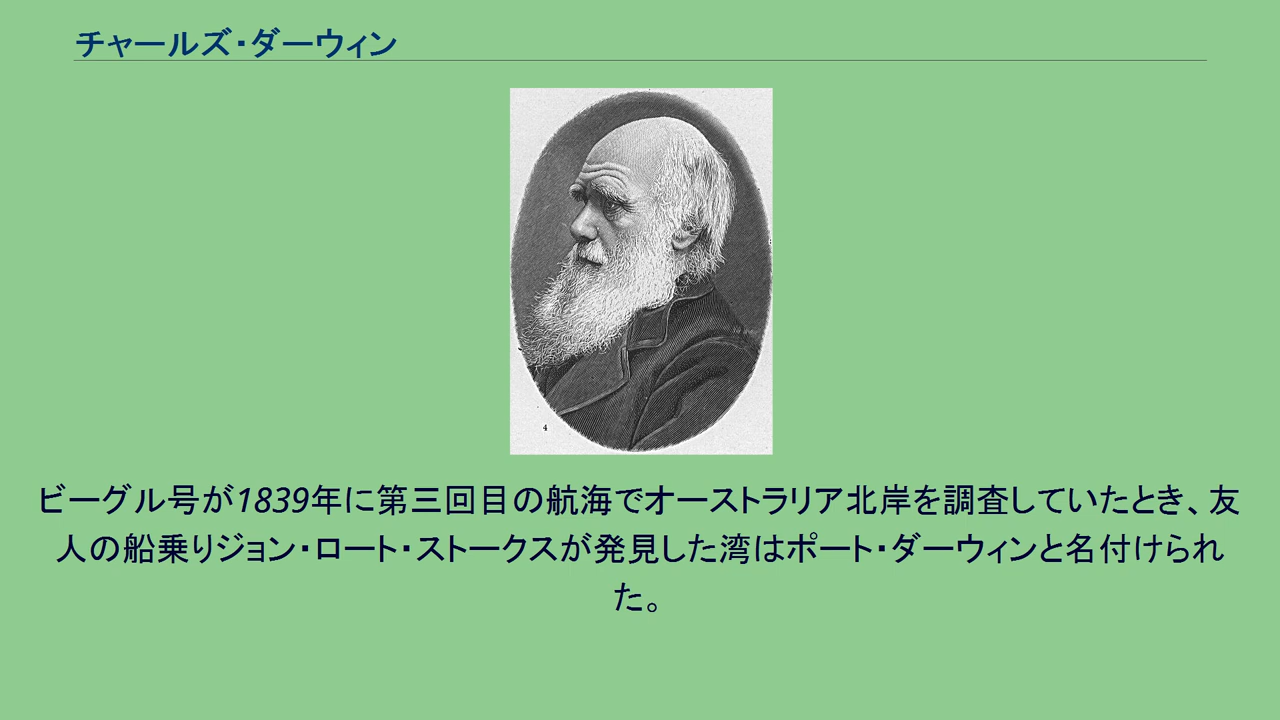 チャールズ・ダーウィン
4
ビーグル号が1839年に第三回目の航海でオーストラリア北岸を調査していたとき、友
人の船乗りジョン・ロート・ストークスが発見した湾はポート・ダーウィンと名付けられ
た。